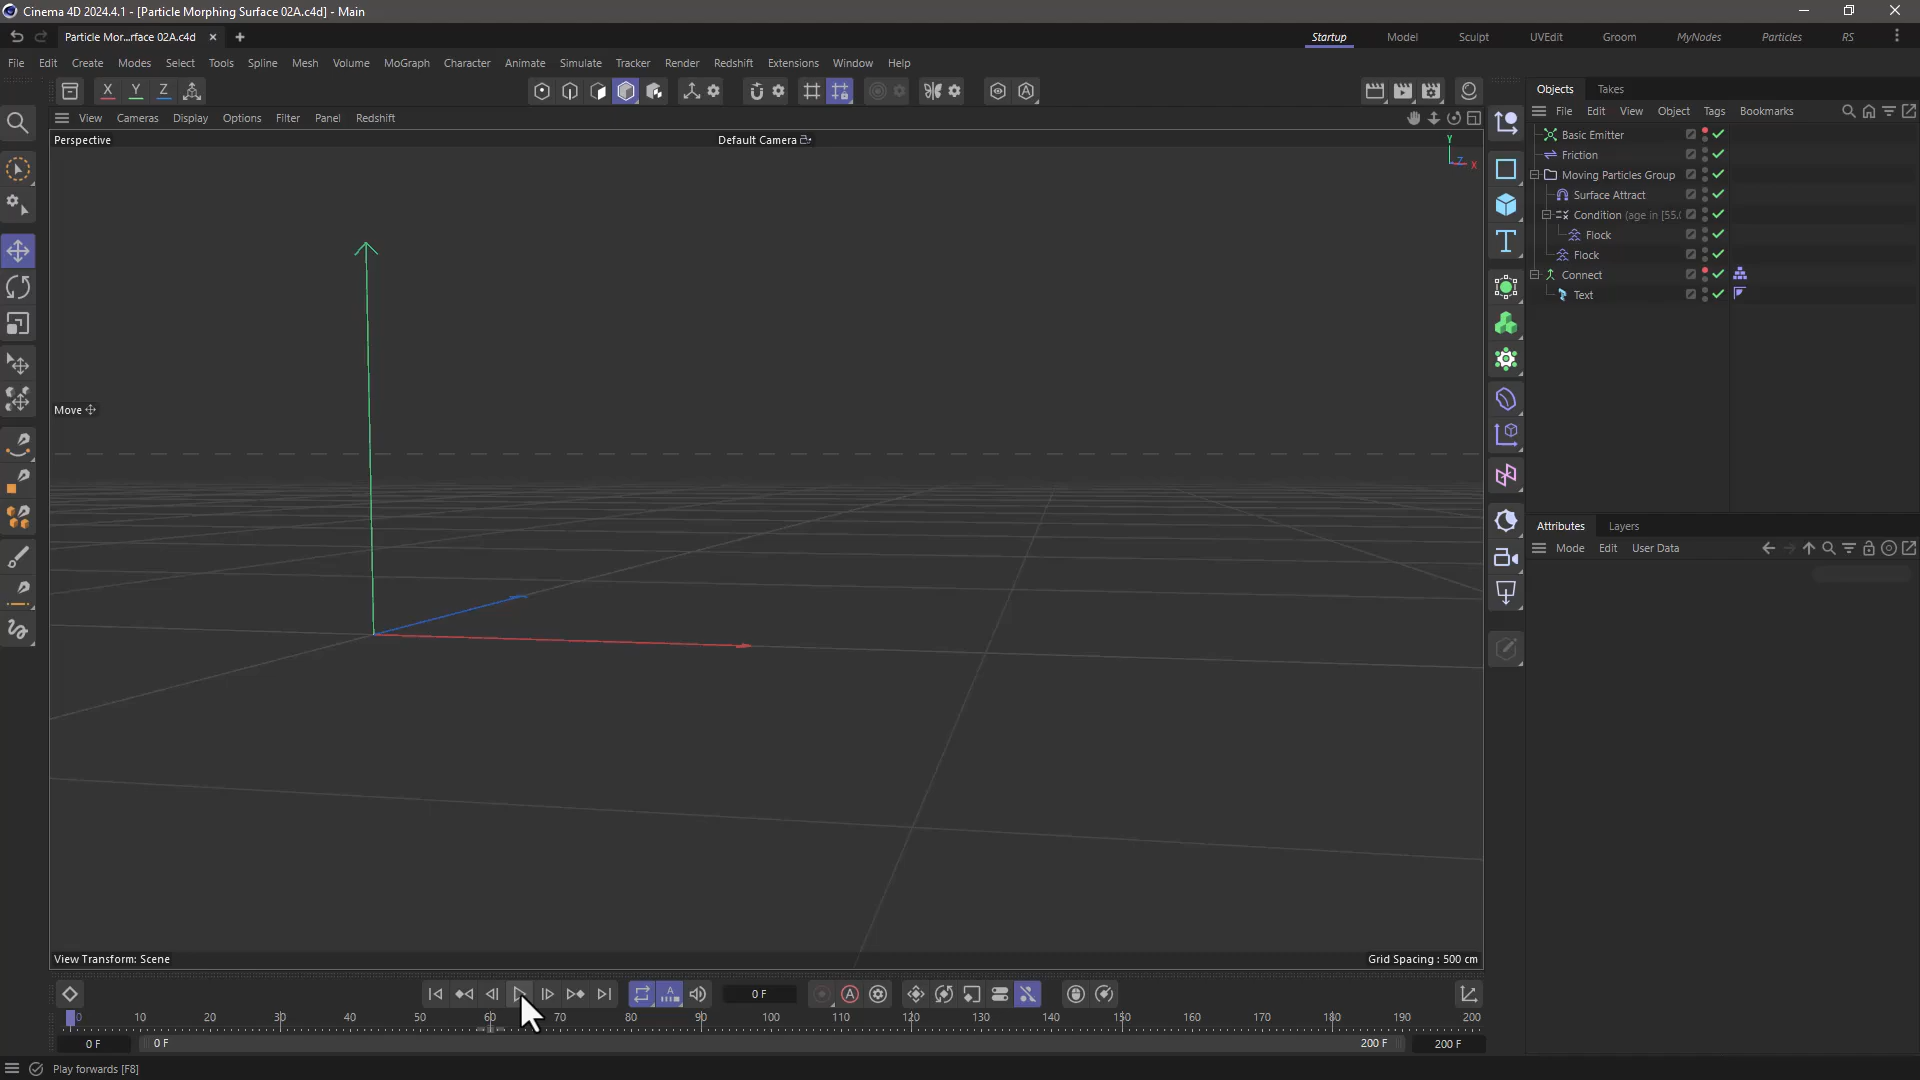 Cinema 4D 2024.4.1 - [Particle Morphing Surface 02A.c4d] - Main
Particle Mor...rface 02A.c4d
Startup Model Sculpt UVEdit Groom MyNodes Particles RS
File Edit Create Modes Select Tools Spline Mesh Volume MoGraph Character Animate Simulate Tracker Render Redshift Extensions Window Help
X Y Z
Objects Takes
View Cameras Display Options Filter Panel Redshift
File Edit View Object Tags Bookmarks
Perspective
Default Camera
Y
Z
X
Basic Emitter
Friction
Moving Particles Group
Surface Attract
Condition (age in [55.(
Flock
Flock
Connect
Text
Move
Attributes Layers
Mode Edit User Data
View Transform: Scene
Grid Spacing : 500 cm
0 F
0 10 20 30 40 50 60 70 80 90 100 110 120 130 140 150 160 170 180 190 200
0 F 0 F 200 F 200 F
Play forwards [F8]